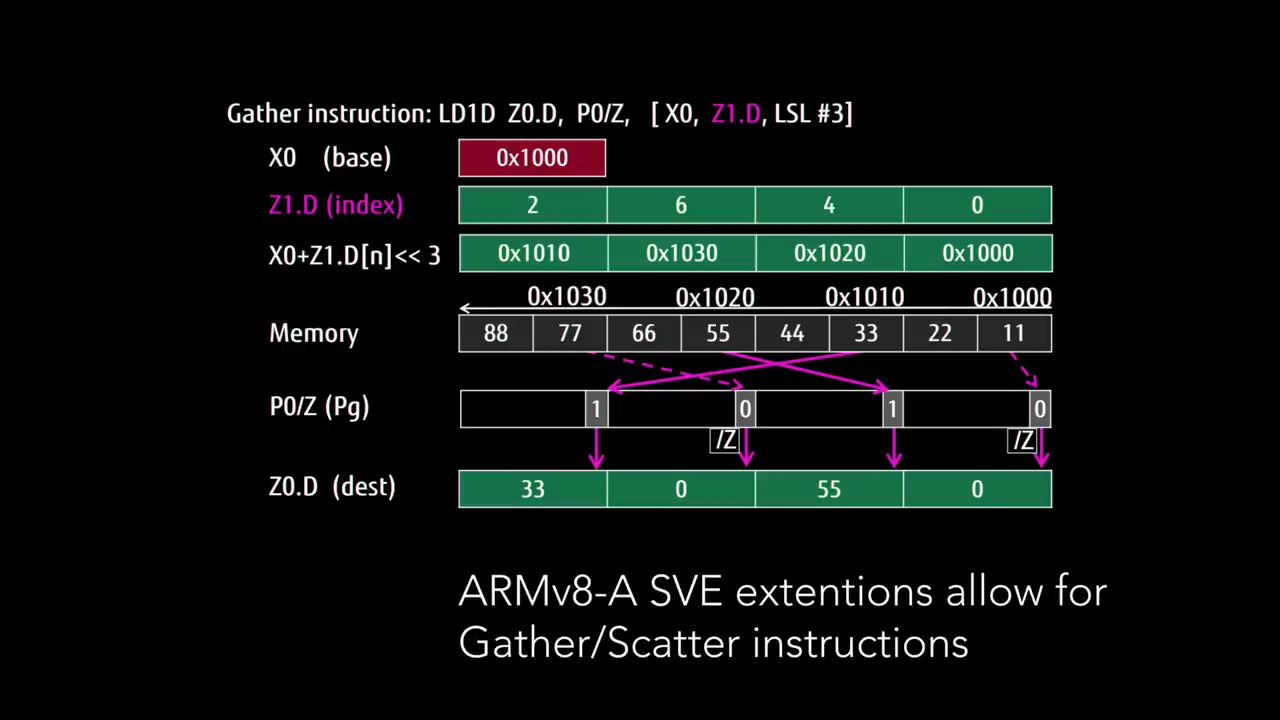 Gather instruction: LD1D Z0.D, P0/Z, [ X0, Z1.D, LSL #3]
X0 (base) 0x1000
Z1.D (index) 2 6 4 0
X0+Z1.D[n]<< 3 0x1010 0x1030 0x1020 0x1000
0x1030 0x1020 0x1010 0x1000
Memory 88 77 66 55 44 33 22 11
P0/Z (Pg) 1 0 1 0
/Z /Z
Z0.D (dest) 33 0 55 0
ARMv8-A SVE extentions allow for
Gather/Scatter instructions